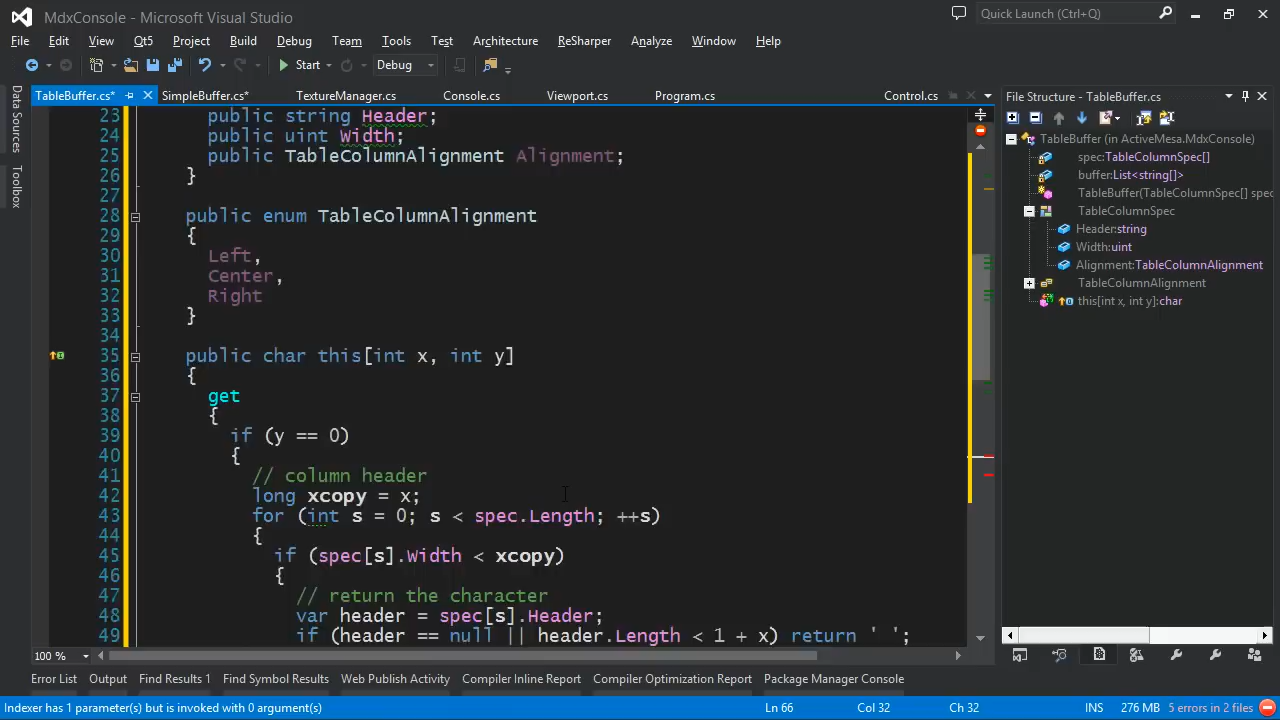 MdxConsole - Microsoft Visual Studio
Quick Launch (Ctrl+Q)
File Edit View Qt5 Project Build Debug Team Tools Test Architecture ReSharper Analyze Window Help
Start Debug
TableBuffer.cs* SimpleBuffer.cs* TextureManager.cs Console.cs Viewport.cs Program.cs Control.cs
Data Sources
Toolbox
23 public string Header;
24 public uint Width;
25 public TableColumnAlignment Alignment;
26 }
27
28 public enum TableColumnAlignment
29 {
30 Left,
31 Center,
32 Right
33 }
34
35 public char this[int x, int y]
36 {
37 get
38 {
39 if (y == 0)
40 {
41 // column header
42 long xcopy = x;
43 for (int s = 0; s < spec.Length; ++s)
44 {
45 if (spec[s].Width < xcopy)
46 {
47 // return the character
48 var header = spec[s].Header;
49 if (header == null || header.Length < 1 + x) return ' ';
100 %
File Structure - TableBuffer.cs
TableBuffer (in ActiveMesa.MdxConsole)
spec:TableColumnSpec[]
buffer:List<string[]>
TableBuffer(TableColumnSpec[] spec
TableColumnSpec
Header:string
Width:uint
Alignment:TableColumnAlignment
TableColumnAlignment
this[int x, int y]:char
Error List Output Find Results 1 Find Symbol Results Web Publish Activity Compiler Inline Report Compiler Optimization Report Package Manager Console
Indexer has 1 parameter(s) but is invoked with 0 argument(s) Ln 66 Col 32 Ch 32 INS 276 MB 5 errors in 2 files